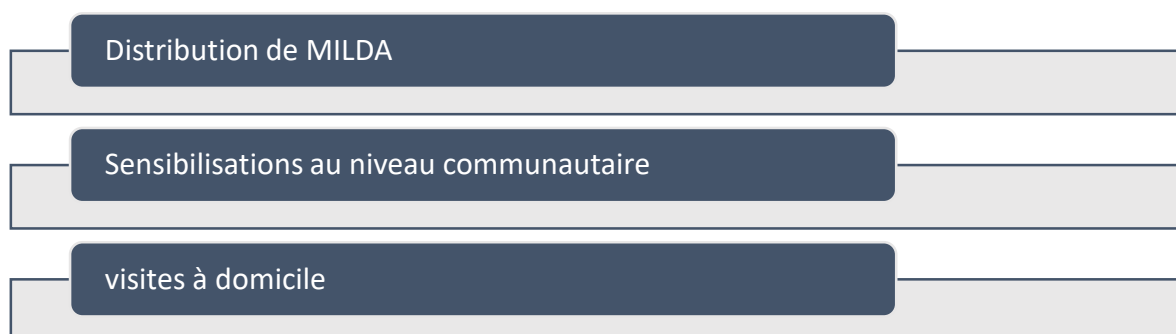 Distribution de MILDA
Sensibilisations au niveau communautaire
visites à domicile